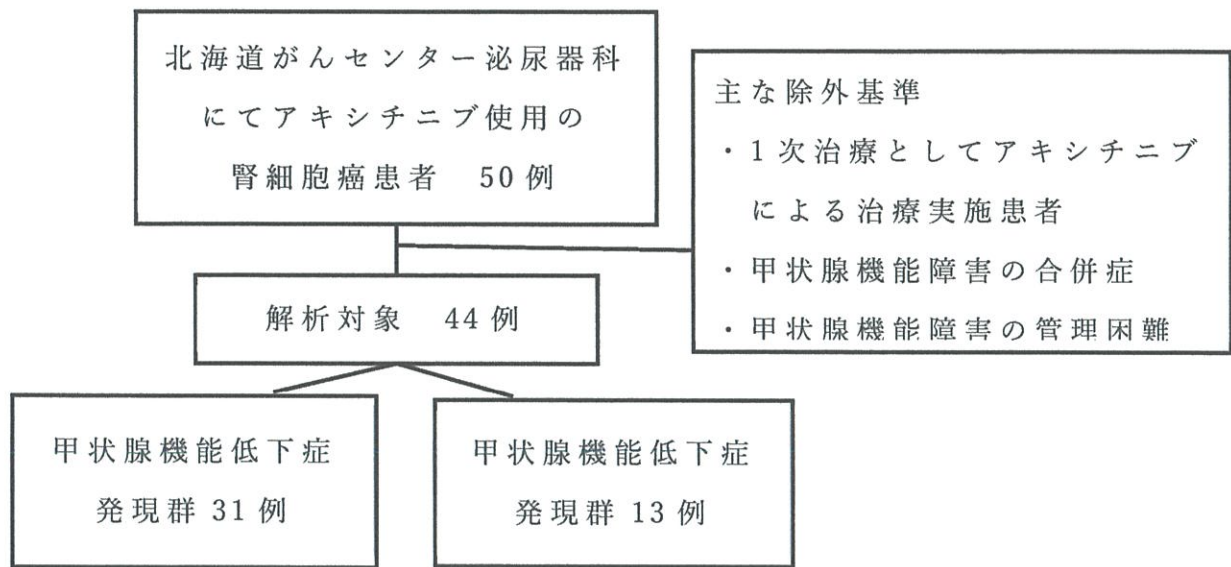 北海道がんセンター泌尿器科
にてアキシチニブ使用の
腎細胞癌患者　50例
主な除外基準
・1次治療としてアキシチニブ
による治療実施患者
・甲状腺機能障害の合併症
・甲状腺機能障害の管理困難
解析対象　44例
甲状腺機能低下症
発現群 31例
甲状腺機能低下症
発現群 13例